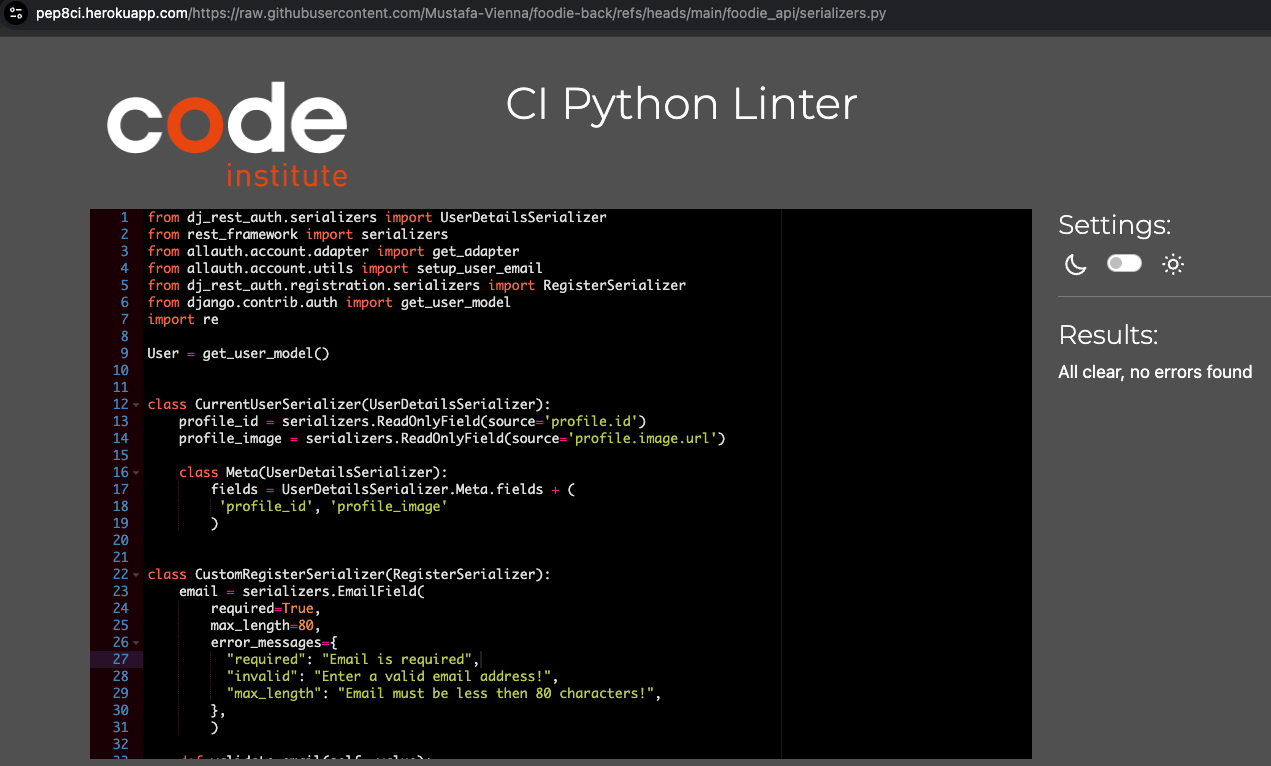 pep8ci.herokuapp.com/https://raw.githubusercontent.com/Mustafa-Vienna/foodie-back/refs/heads/main/foodie_api/serializers.py
code
institute
CI Python Linter
1 from dj_rest_auth.serializers import UserDetailsSerializer
2 from rest_framework import serializers
3 from allauth.account.adapter import get_adapter
4 from allauth.account.utils import setup_user_email
5 from dj_rest_auth.registration.serializers import RegisterSerializer
6 from django.contrib.auth import get_user_model
7 import re
8
9 User = get_user_model()
10
11
12 class CurrentUserSerializer(UserDetailsSerializer):
13     profile_id = serializers.ReadOnlyField(source='profile.id')
14     profile_image = serializers.ReadOnlyField(source='profile.image.url')
15
16     class Meta(UserDetailsSerializer):
17         fields = UserDetailsSerializer.Meta.fields + (
18          'profile_id', 'profile_image'
19         )
20
21
22 class CustomRegisterSerializer(RegisterSerializer):
23     email = serializers.EmailField(
24         required=True,
25         max_length=80,
26         error_messages={
27           "required": "Email is required",
28           "invalid": "Enter a valid email address!",
29           "max_length": "Email must be less then 80 characters!",
30         },
31         )
32
33     def validate_email(self, value):
Settings:
Results:
All clear, no errors found